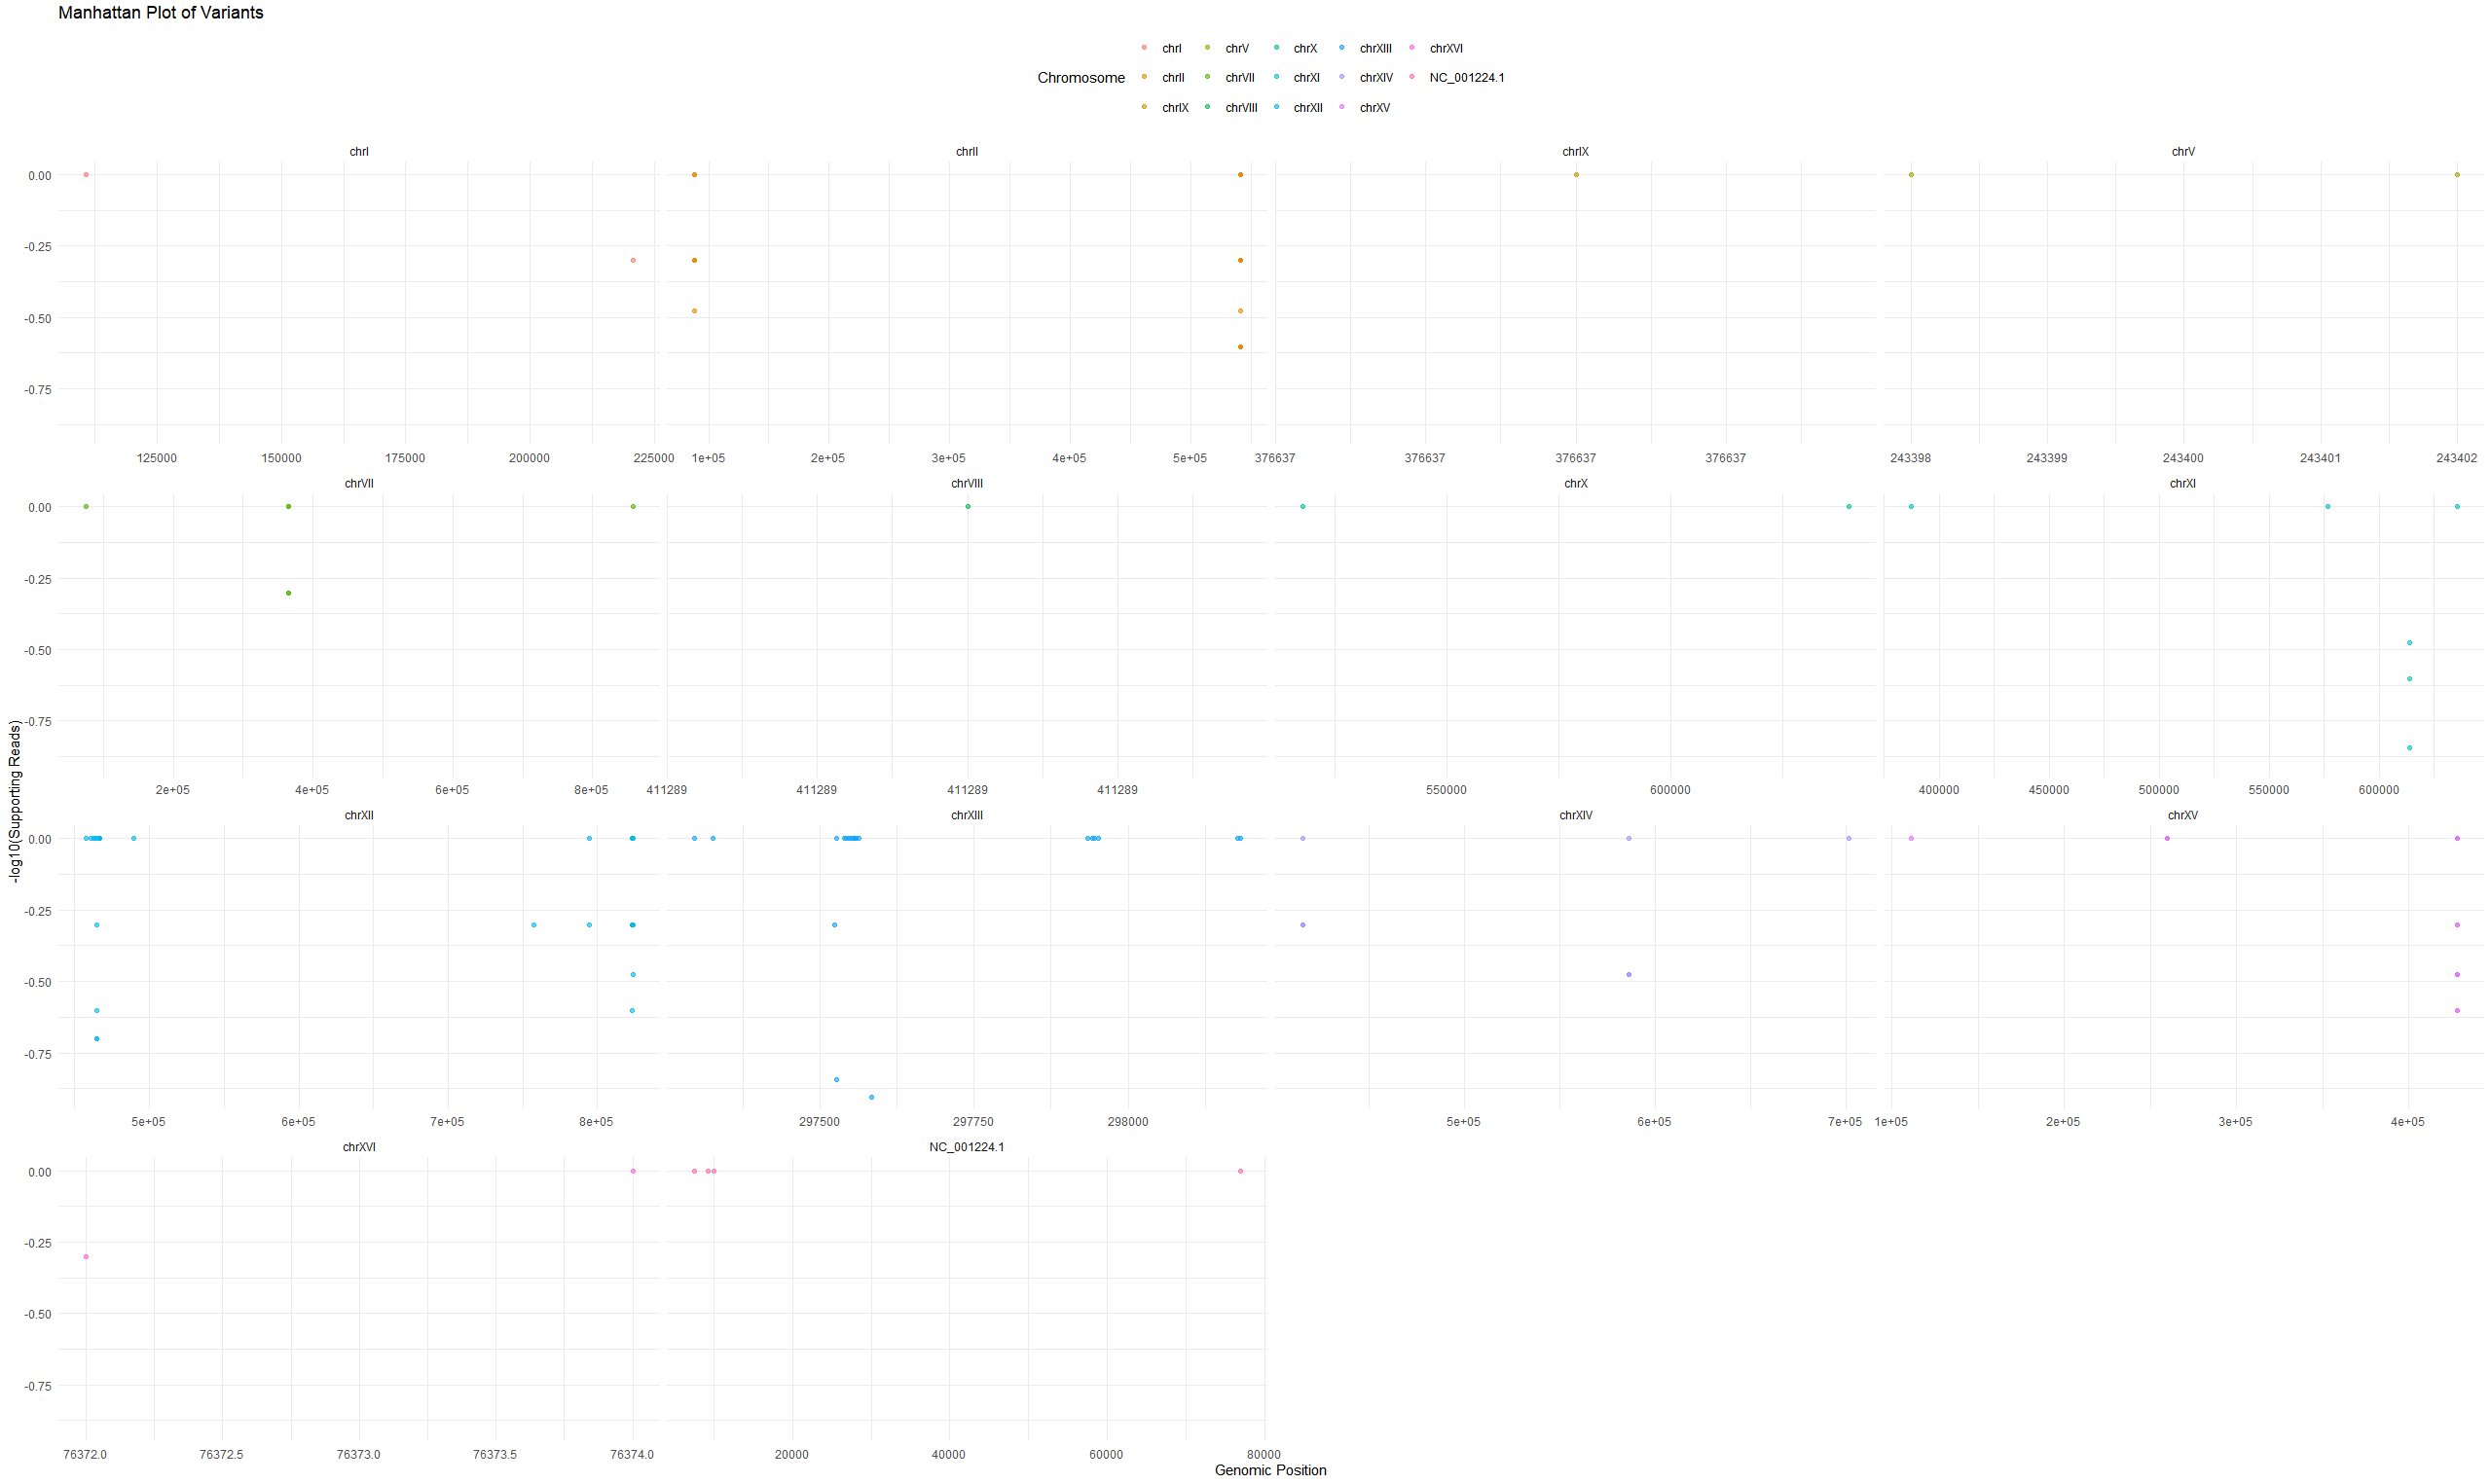 Manhattan Plot of Variants
chrI chrV chrX chrXIII chrXVI
Chromosome chrII chrVII chrXI chrXIV NC_001224.1
chrIX chrVIII chrXII chrXV
chrI chrII chrIX chrV
0.00
-0.25
-0.50
-0.75
125000 150000 175000 200000 225000 1e+05 2e+05 3e+05 4e+05 5e+05 376637 376637 376637 376637 243398 243399 243400 243401 243402
chrVII chrVIII chrX chrXI
0.00
-0.25
-0.50
-0.75
2e+05 4e+05 6e+05 8e+05 411289 411289 411289 411289 550000 600000 400000 450000 500000 550000 600000
-log10(Supporting Reads)
chrXII chrXIII chrXIV chrXV
0.00
-0.25
-0.50
-0.75
5e+05 6e+05 7e+05 8e+05 297500 297750 298000 5e+05 6e+05 7e+05 1e+05 2e+05 3e+05 4e+05
chrXVI NC_001224.1
0.00
-0.25
-0.50
-0.75
76372.0 76372.5 76373.0 76373.5 76374.0 20000 40000 60000 80000
Genomic Position